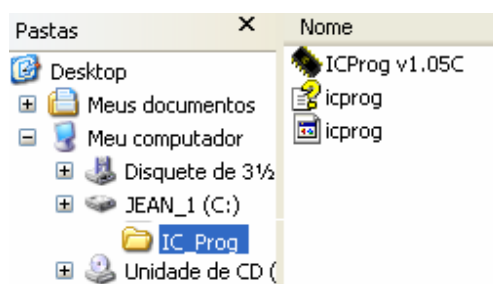 Pastas
Desktop
Meus documentos
Meu computador
Disquete de 3½
JEAN_1 (C:)
IC_Prog
Unidade de CD (
Nome
ICProg v1.05C
icprog
icprog